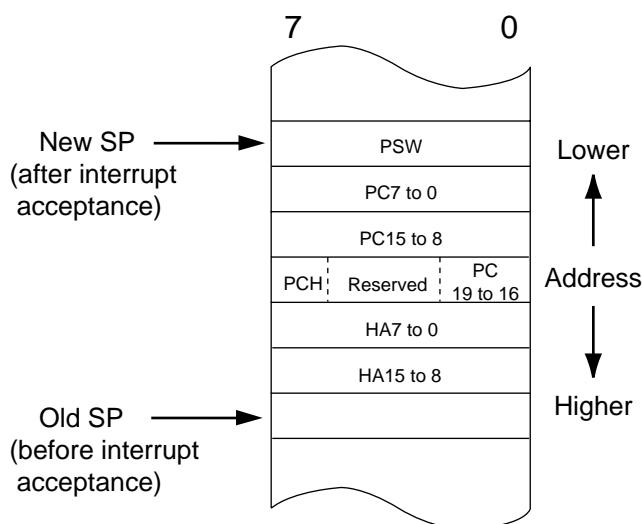 7 0
New SP
(after interrupt
acceptance)
PSW
Lower
PC7 to 0
PC15 to 8
PCH Reserved PC
19 to 16
Address
HA7 to 0
HA15 to 8
Higher
Old SP
(before interrupt
acceptance)